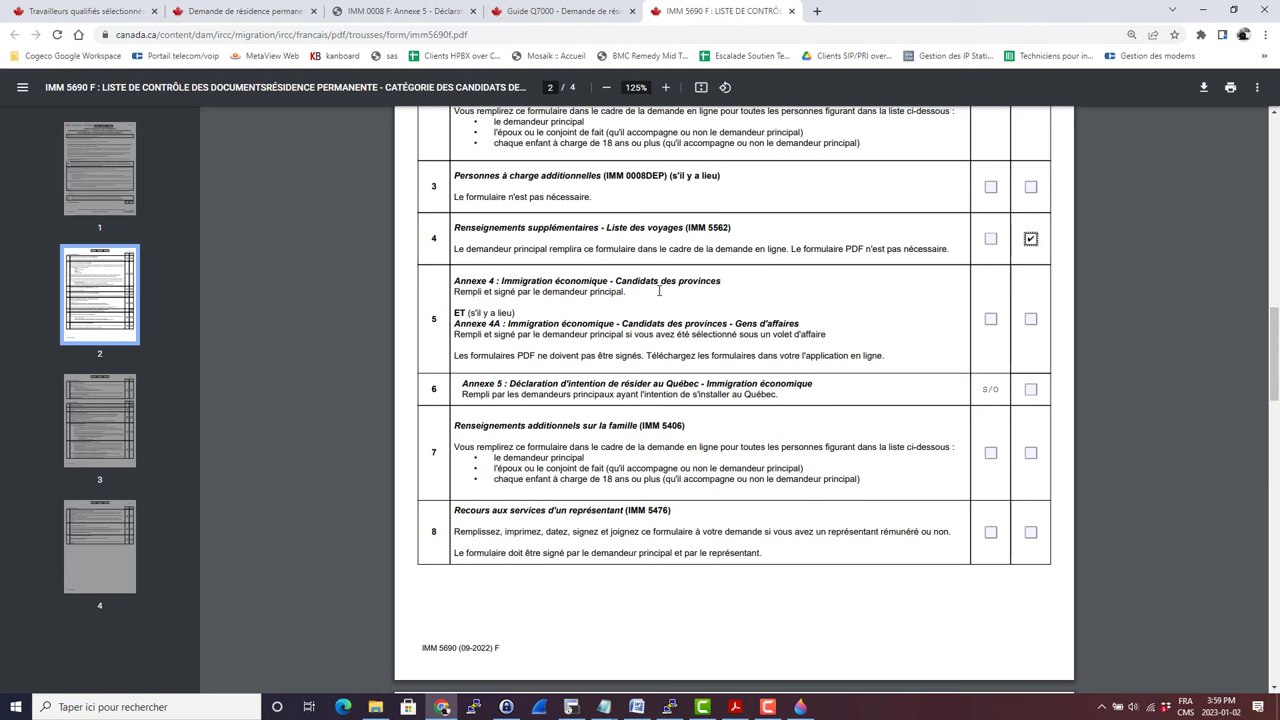 Travailleurs qualifiés sélectionnés
Demande de résidence permane
IMM 0008 F: Annexe 5 - Déclarat
Guide Q7000 - Demande de rési
IMM 5690 F : LISTE DE CONTRÔL
canada.ca/content/dam/ircc/migration/ircc/francais/pdf/trousses/form/imm5690f.pdf
Cogeco Google Works...
Portail telecom/voip
MetaView Web
kanboard
sas
Clients HPBX over C...
Mosaik :: Accueil
BMC Remedy Mid T...
Escalade Soutien Te...
Clients SIP/PRI over...
Gestion des IP Stati...
Techniciens pour in...
Gestion des modems
IMM 5690 F : LISTE DE CONTRÔLE DES DOCUMENTSRÉSIDENCE PERMANENTE - CATÉGORIE DES CANDIDATS DE...
2 / 4
125%
1
2
3
4
Vous remplirez ce formulaire dans le cadre de la demande en ligne pour toutes les personnes figurant dans la liste ci-dessous :
• le demandeur principal
• l'époux ou le conjoint de fait (qu'il accompagne ou non le demandeur principal)
• chaque enfant à charge de 18 ans ou plus (qu'il accompagne ou non le demandeur principal)
3
Personnes à charge additionnelles (IMM 0008DEP) (s'il y a lieu)
Le formulaire n'est pas nécessaire.
4
Renseignements supplémentaires - Liste des voyages (IMM 5562)
Le demandeur principal remplira ce formulaire dans le cadre de la demande en ligne. Le formulaire PDF n'est pas nécessaire.
5
Annexe 4 : Immigration économique - Candidats des provinces
Rempli et signé par le demandeur principal.
ET (s'il y a lieu)
Annexe 4A : Immigration économique - Candidats des provinces - Gens d'affaires
Rempli et signé par le demandeur principal si vous avez été sélectionné sous un volet d'affaire
Les formulaires PDF ne doivent pas être signés. Téléchargez les formulaires dans votre l'application en ligne.
6
Annexe 5 : Déclaration d'intention de résider au Québec - Immigration économique
Rempli par les demandeurs principaux ayant l'intention de s'installer au Québec.
S/O
7
Renseignements additionnels sur la famille (IMM 5406)
Vous remplirez ce formulaire dans le cadre de la demande en ligne pour toutes les personnes figurant dans la liste ci-dessous :
• le demandeur principal
• l'époux ou le conjoint de fait (qu'il accompagne ou non le demandeur principal)
• chaque enfant à charge de 18 ans ou plus (qu'il accompagne ou non le demandeur principal)
8
Recours aux services d'un représentant (IMM 5476)
Remplissez, imprimez, datez, signez et joignez ce formulaire à votre demande si vous avez un représentant rémunéré ou non.
Le formulaire doit être signé par le demandeur principal et par le représentant.
IMM 5690 (09-2022) F
Taper ici pour rechercher
FRA
CMS
3:59 PM
2023-01-02